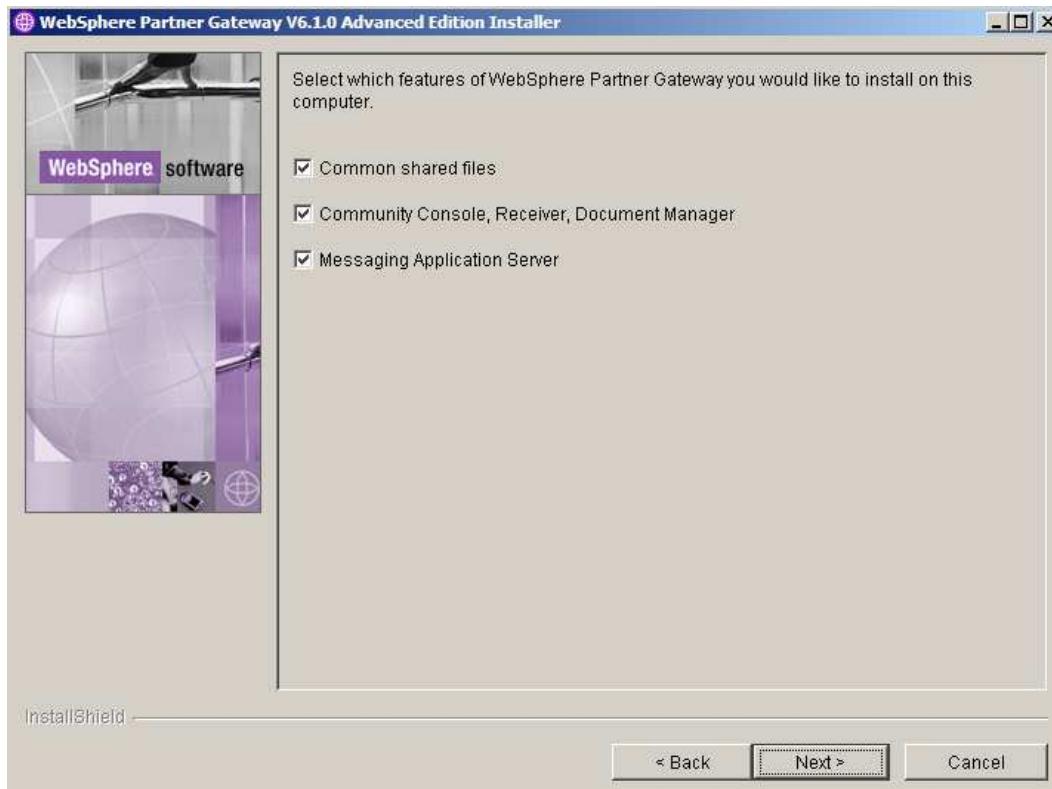 WebSphere Partner Gateway V6.1.0 Advanced Edition Installer
Select which features of WebSphere Partner Gateway you would like to install on this
computer.
WebSphere software
Common shared files
Community Console, Receiver, Document Manager
Messaging Application Server
InstallShield
< Back Next > Cancel